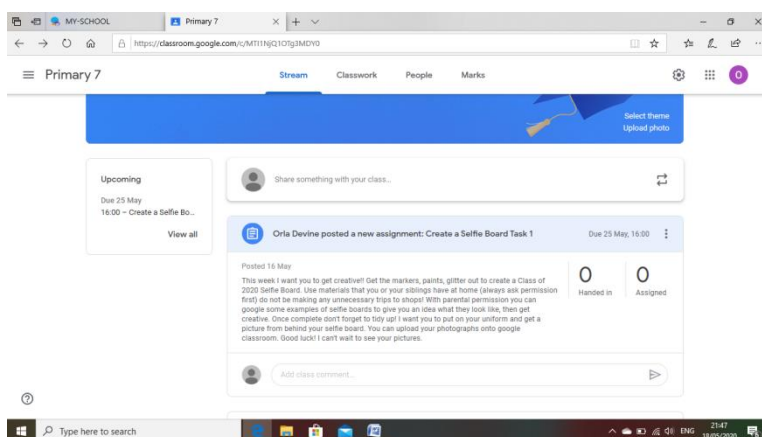 MY-SCHOOL
Primary 7
https://classroom.google.com/c/MTI1NjQ1OTg3MDY0
Primary 7
Stream Classwork People Marks
O
Select theme
Upload photo
Upcoming
Due 25 May
16:00 – Create a Selfie Bo...
View all
Share something with your class...
Orla Devine posted a new assignment: Create a Selfie Board Task 1
Due 25 May, 16:00
Posted 16 May
This week I want you to get creative!! Get the markers, paints, glitter out to create a Class of
2020 Selfie Board. Use materials that you or your siblings have at home (always ask permission
first) do not be making any unnecessary trips to shops! With parental permission you can
google some examples of selfie boards to give you an idea what they look like, then get
creative. Once complete don't forget to tidy up! I want you to put on your uniform and get a
picture from behind your selfie board. You can upload your photographs onto google
classroom. Good luck! I can't wait to see your pictures.
0
Handed in
0
Assigned
Add class comment...
Type here to search
ENG
21:47
18/05/2020